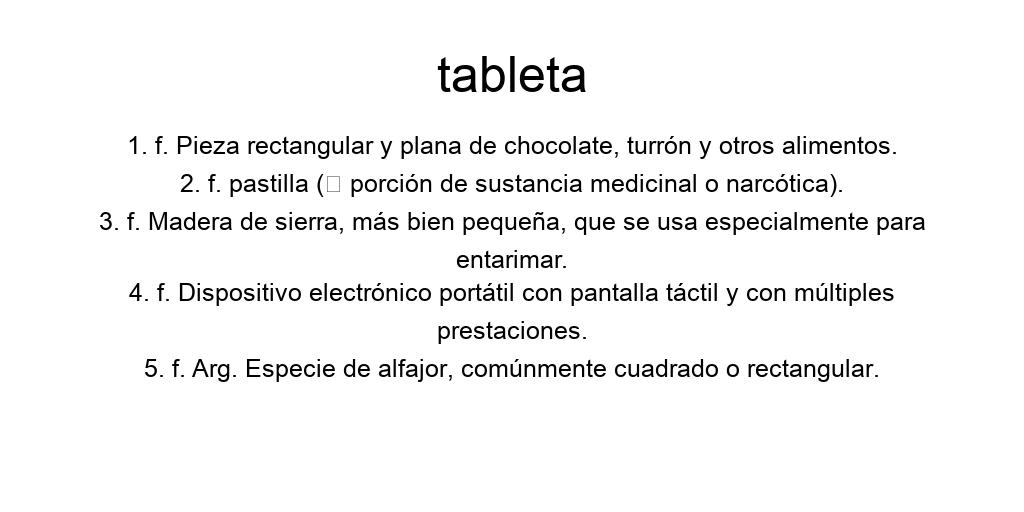 tableta
1. f. Pieza rectangular y plana de chocolate, turrón y otros alimentos.
2. f. pastilla (□ porción de sustancia medicinal o narcótica).
3. f. Madera de sierra, más bien pequeña, que se usa especialmente para
entarimar.
4. f. Dispositivo electrónico portátil con pantalla táctil y con múltiples
prestaciones.
5. f. Arg. Especie de alfajor, comúnmente cuadrado o rectangular.